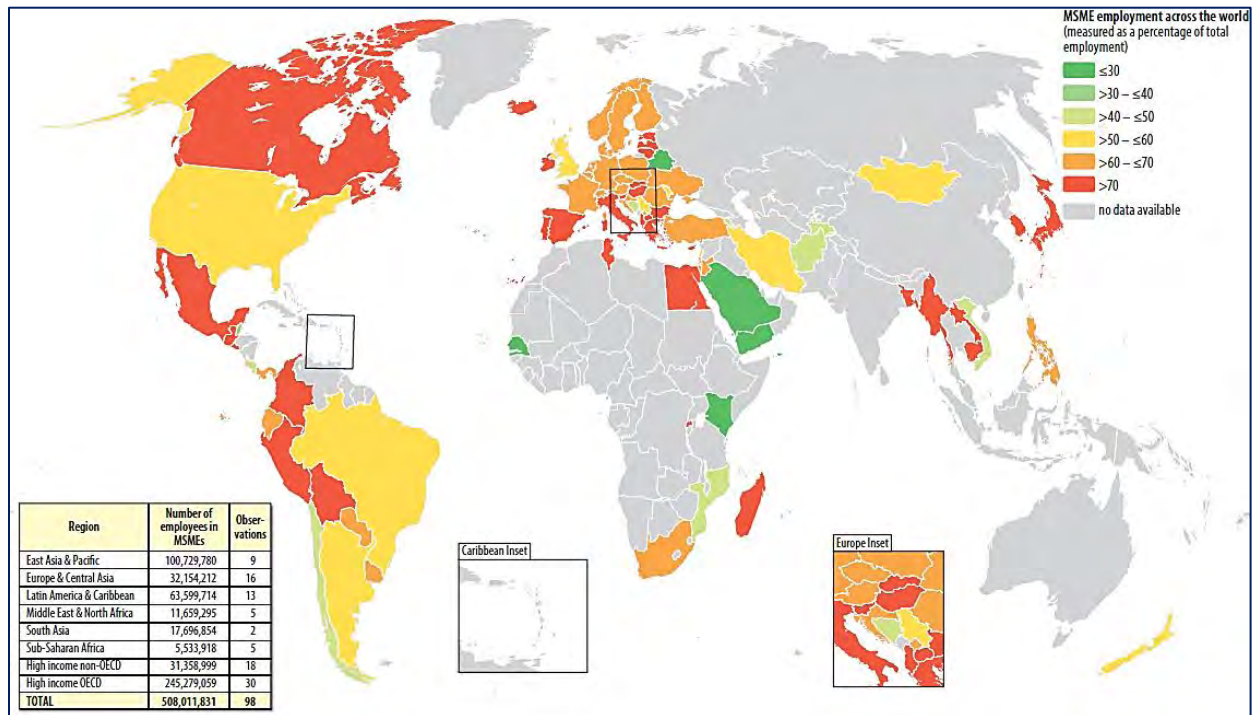 MSME employment across the world
(measured as a percentage of total
employment)
≤30
>30 – ≤40
>40 – ≤50
>50 – ≤60
>60 – ≤70
>70
no data available
Region Number of employees in MSMEs Obser-vations
East Asia & Pacific 100,729,780 9
Europe & Central Asia 32,154,212 16
Latin America & Caribbean 63,599,714 13
Middle East & North Africa 11,659,295 5
South Asia 17,696,854 2
Sub-Saharan Africa 5,533,918 5
High income non-OECD 31,358,999 18
High income OECD 245,279,059 30
TOTAL 508,011,831 98
Caribbean Inset
Europe Inset